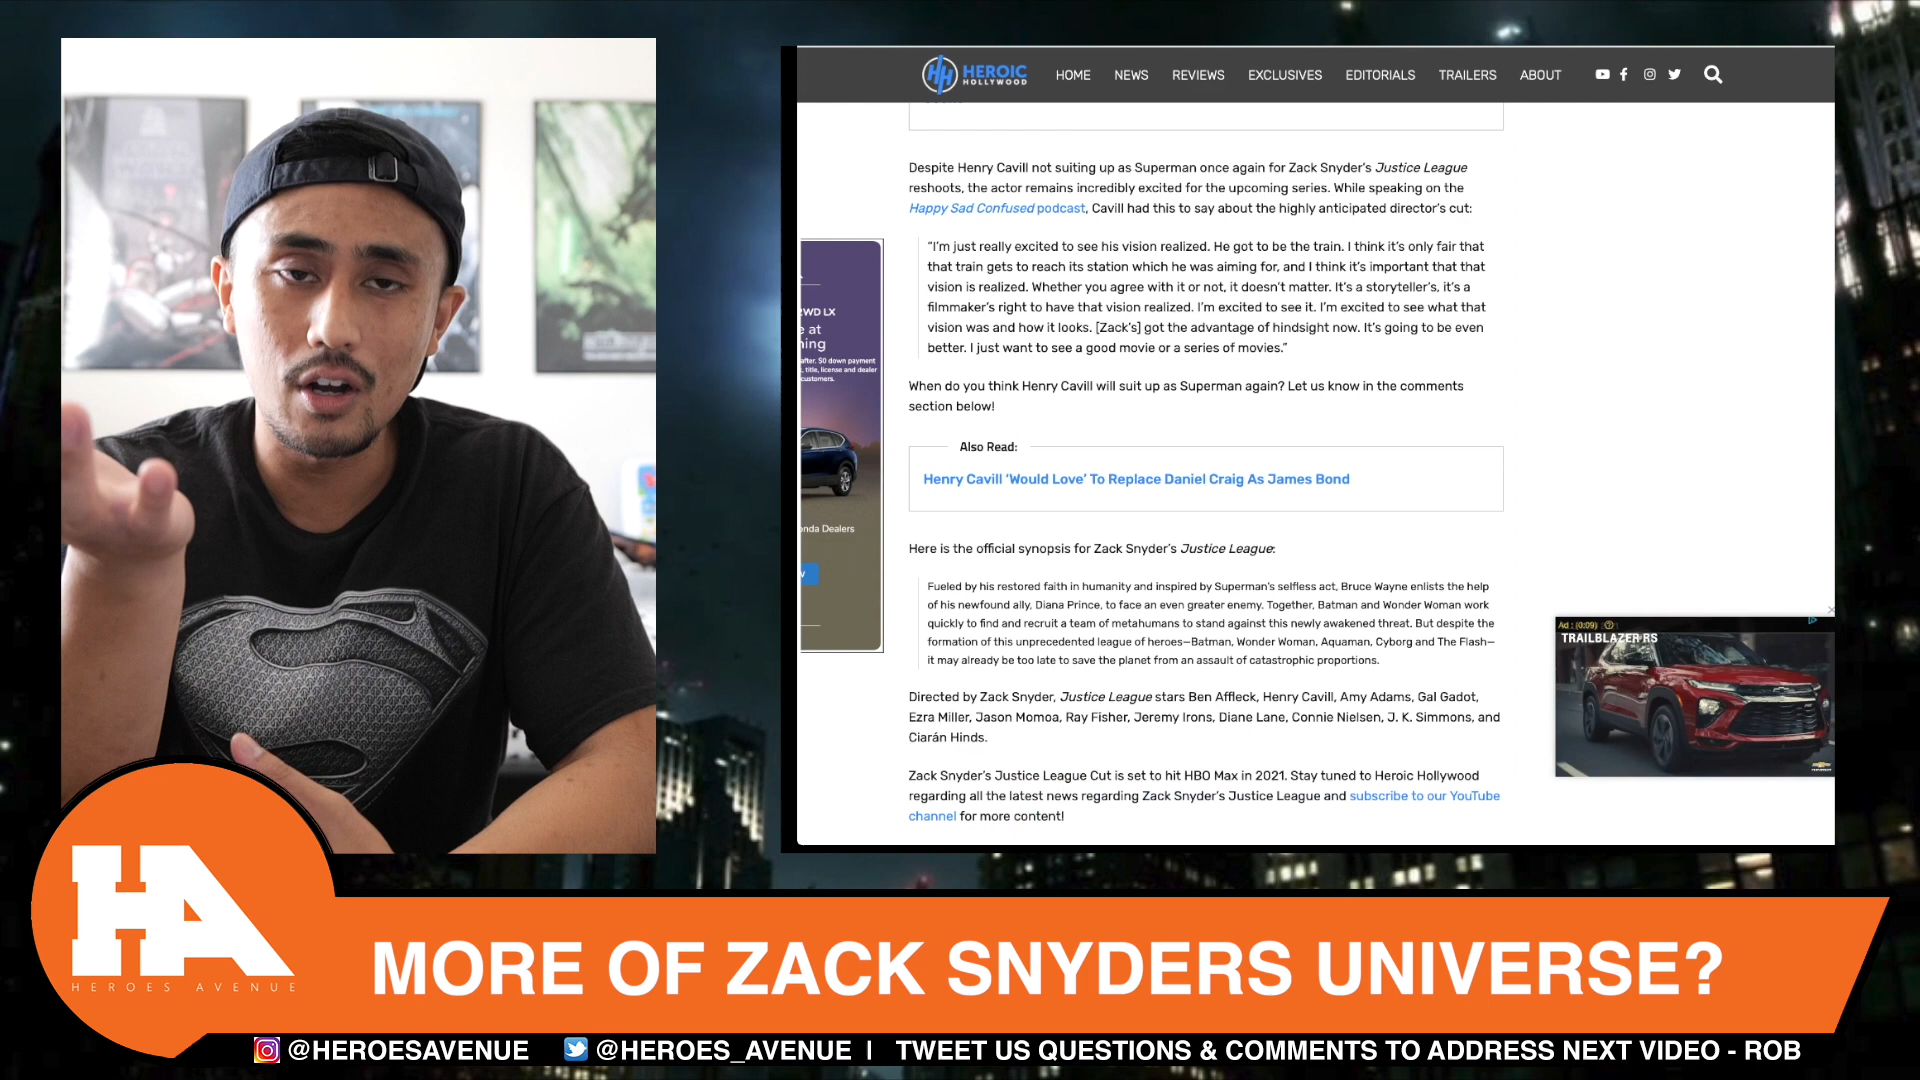 HEROIC
HOLLYWOOD
HOME NEWS REVIEWS EXCLUSIVES EDITORIALS TRAILERS ABOUT
Despite Henry Cavill not suiting up as Superman once again for Zack Snyder's Justice League
reshoots, the actor remains incredibly excited for the upcoming series. While speaking on the
Happy Sad Confused podcast, Cavill had this to say about the highly anticipated director's cut:
“I'm just really excited to see his vision realized. He got to be the train. I think it's only fair that
that train gets to reach its station which he was aiming for, and I think it's important that that
vision is realized. Whether you agree with it or not, it doesn't matter. It's a storyteller's, it's a
filmmaker's right to have that vision realized. I'm excited to see it. I'm excited to see what that
vision was and how it looks. [Zack's] got the advantage of hindsight now. It's going to be even
better. I just want to see a good movie or a series of movies.”
When do you think Henry Cavill will suit up as Superman again? Let us know in the comments
section below!
Also Read:
Henry Cavill ‘Would Love’ To Replace Daniel Craig As James Bond
Here is the official synopsis for Zack Snyder's Justice League:
Fueled by his restored faith in humanity and inspired by Superman's selfless act, Bruce Wayne enlists the help
of his newfound ally, Diana Prince, to face an even greater enemy. Together, Batman and Wonder Woman work
quickly to find and recruit a team of metahumans to stand against this newly awakened threat. But despite the
formation of this unprecedented league of heroes—Batman, Wonder Woman, Aquaman, Cyborg and The Flash—
it may already be too late to save the planet from an assault of catastrophic proportions.
Directed by Zack Snyder, Justice League stars Ben Affleck, Henry Cavill, Amy Adams, Gal Gadot,
Ezra Miller, Jason Momoa, Ray Fisher, Jeremy Irons, Diane Lane, Connie Nielsen, J. K. Simmons, and
Ciarán Hinds.
Zack Snyder's Justice League Cut is set to hit HBO Max in 2021. Stay tuned to Heroic Hollywood
regarding all the latest news regarding Zack Snyder's Justice League and subscribe to our YouTube
channel for more content!
2WD LX
e at
ning
after. $0 down payment
, title, license and dealer
customers.
onda Dealers
Ad : (0:09)
TRAILBLAZER RS
HA
HEROES AVENUE
MORE OF ZACK SNYDERS UNIVERSE?
@HEROESAVENUE @HEROES_AVENUE | TWEET US QUESTIONS & COMMENTS TO ADDRESS NEXT VIDEO - ROB